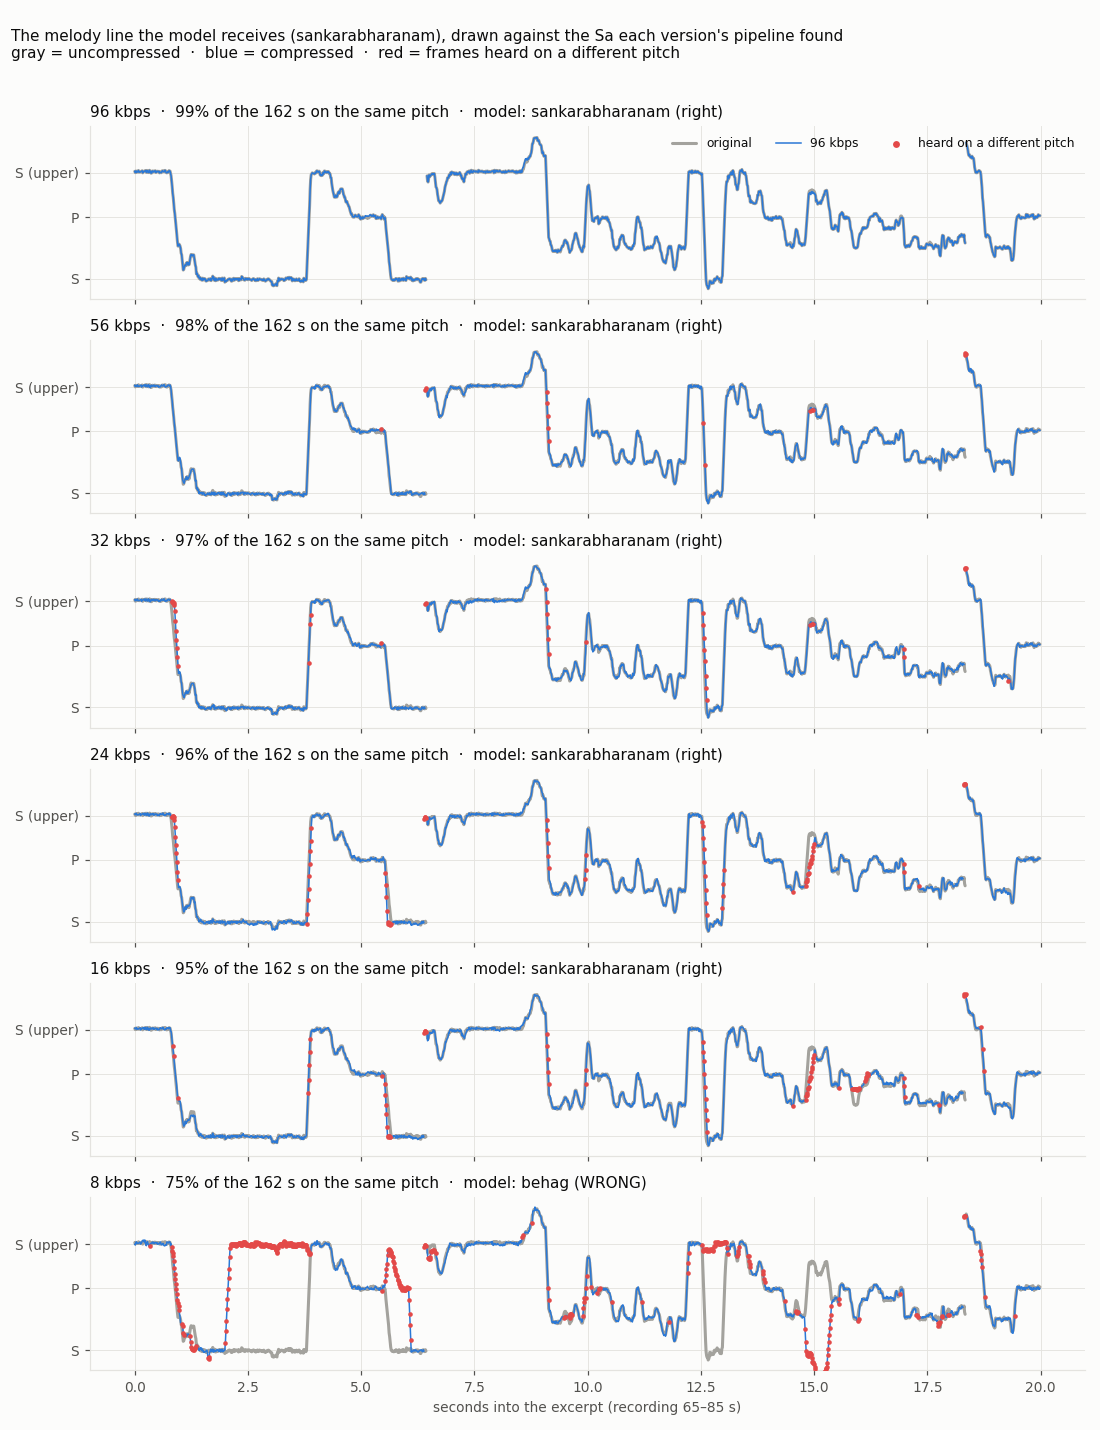 The melody line the model receives (sankarabharanam), drawn against the Sa each version's pipeline found
gray = uncompressed · blue = compressed · red = frames heard on a different pitch
96 kbps · 99% of the 162 s on the same pitch · model: sankarabharanam (right)
original 96 kbps heard on a different pitch
S (upper)
P
S
56 kbps · 98% of the 162 s on the same pitch · model: sankarabharanam (right)
S (upper)
P
S
32 kbps · 97% of the 162 s on the same pitch · model: sankarabharanam (right)
S (upper)
P
S
24 kbps · 96% of the 162 s on the same pitch · model: sankarabharanam (right)
S (upper)
P
S
16 kbps · 95% of the 162 s on the same pitch · model: sankarabharanam (right)
S (upper)
P
S
8 kbps · 75% of the 162 s on the same pitch · model: behag (WRONG)
S (upper)
P
S
0.0 2.5 5.0 7.5 10.0 12.5 15.0 17.5 20.0
seconds into the excerpt (recording 65–85 s)